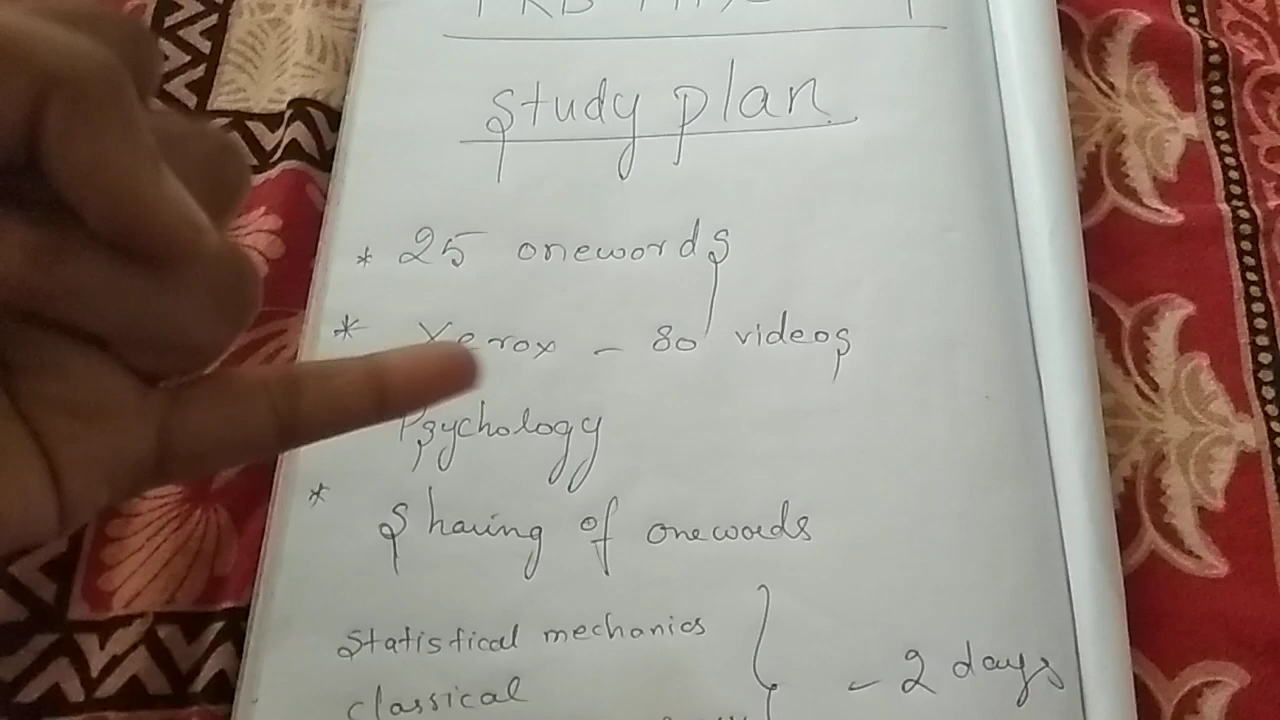 study plan
* 25 onewords
* Xerox - 80 videos
Psychology
* Sharing of onewords
Statistical mechanics
classical
- 2 days